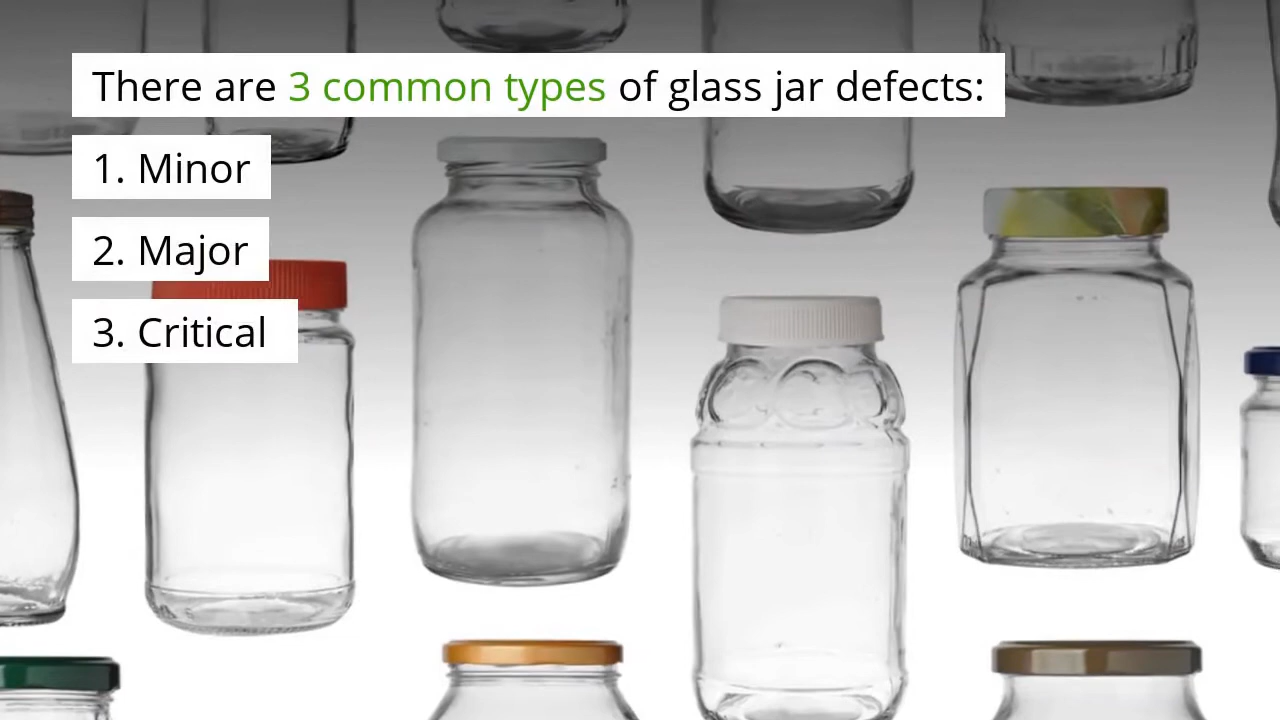 There are 3 common types of glass jar defects:
1. Minor
2. Major
3. Critical